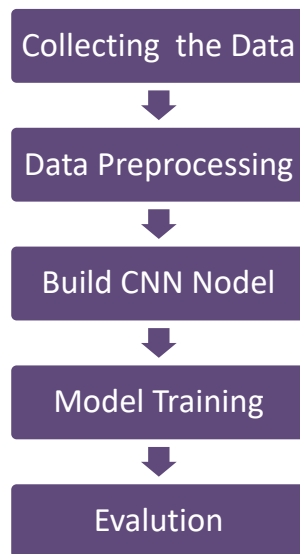 Collecting  the Data
Data Preprocessing
Build CNN Nodel
Model Training
Evalution